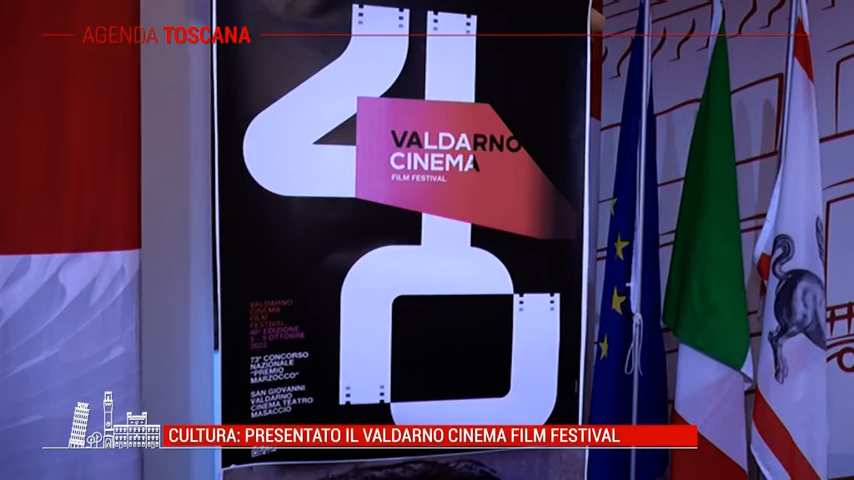 AGENDA TOSCANA
VALDARNO
CINEMA
FILM FESTIVAL
VALDARNO
CINEMA
FILM
FESTIVAL
40ª EDIZIONE
5 - 9 OTTOBRE
2022
73º CONCORSO
NAZIONALE
"PREMIO
MARZOCCO"
SAN GIOVANNI
VALDARNO
CINEMA TEATRO
MASACCIO
CULTURA: PRESENTATO IL VALDARNO CINEMA FILM FESTIVAL